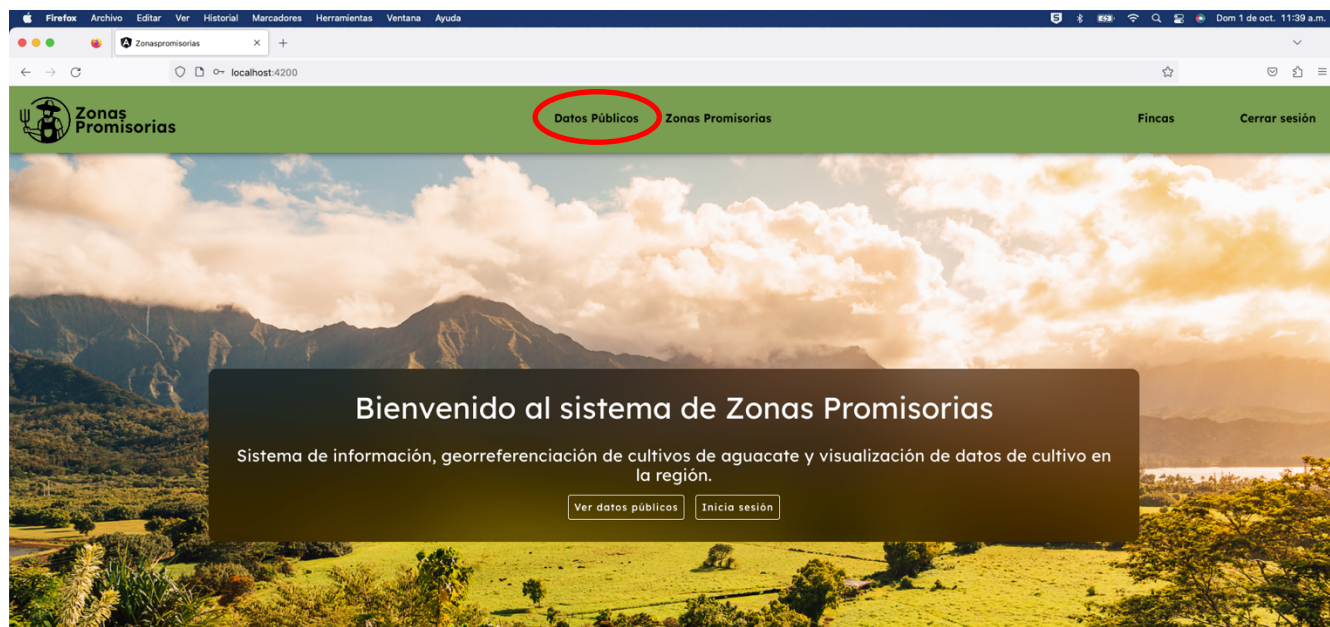 Firefox Archivo Editar Ver Historial Marcadores Herramientas Ventana Ayuda
Dom 1 de oct. 11:39 a.m.
Zonaspromisorias
localhost:4200
Zonas
Promisorias
Datos Públicos
Zonas Promisorias
Fincas
Cerrar sesión
Bienvenido al sistema de Zonas Promisorias
Sistema de información, georreferenciación de cultivos de aguacate y visualización de datos de cultivo en
la región.
Ver datos públicos
Inicia sesión